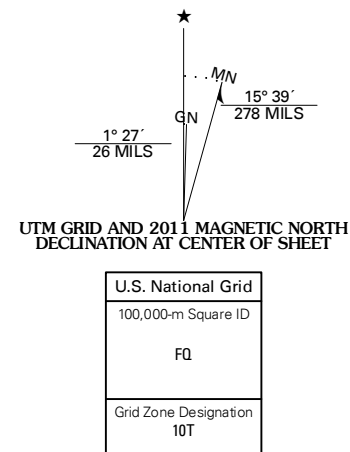 ★
MN
GN
15° 39´
278 MILS
1° 27´
26 MILS
UTM GRID AND 2011 MAGNETIC NORTH
DECLINATION AT CENTER OF SHEET
U.S. National Grid
100,000-m Square ID
FQ
Grid Zone Designation
10T